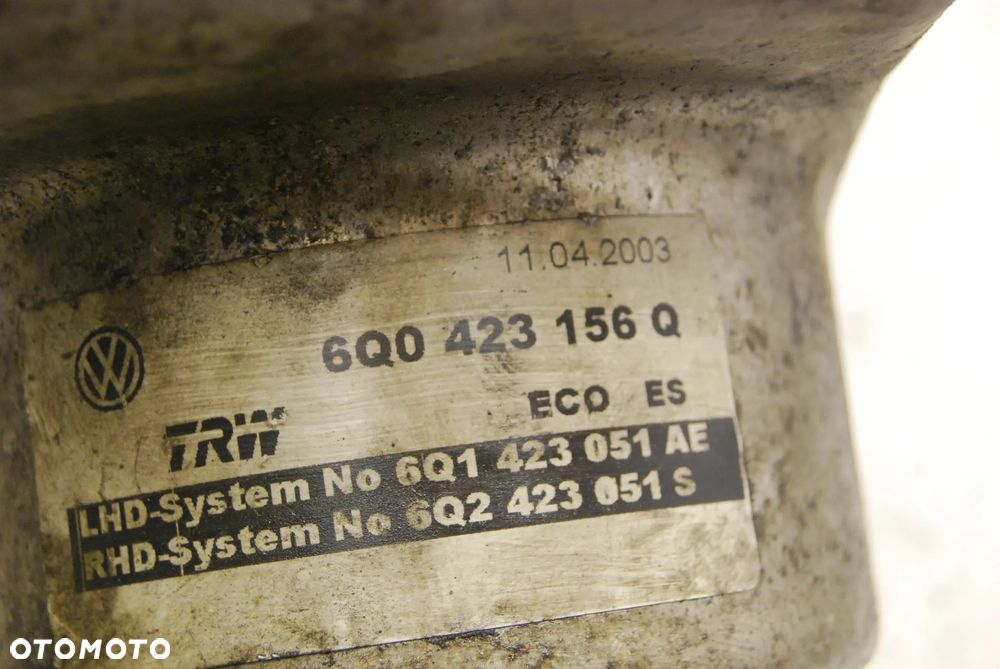 11.04.2003
6Q0 423 156 Q
ECO ES
TRW
LHD-System No 6Q1 423 051 AE
RHD-System No 6Q2 423 051 S
OTOMOTO